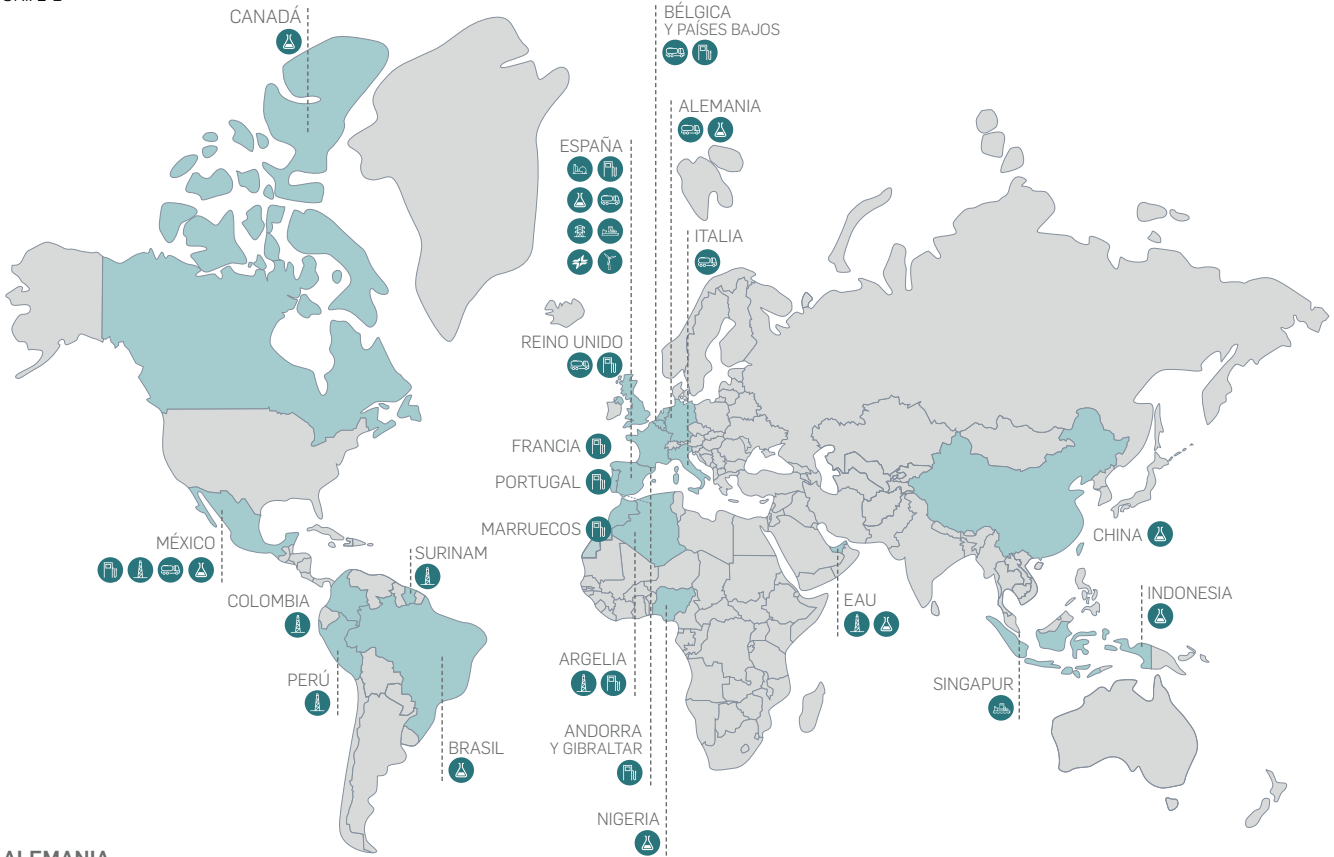 CANADÁ
BÉLGICA
Y PAÍSES BAJOS
ALEMANIA
ESPAÑA
ITALIA
REINO UNIDO
FRANCIA
PORTUGAL
MARRUECOS
CHINA
MÉXICO
SURINAM
COLOMBIA
EAU
INDONESIA
ARGELIA
PERÚ
SINGAPUR
ANDORRA
Y GIBRALTAR
BRASIL
NIGERIA
ALEMANIA